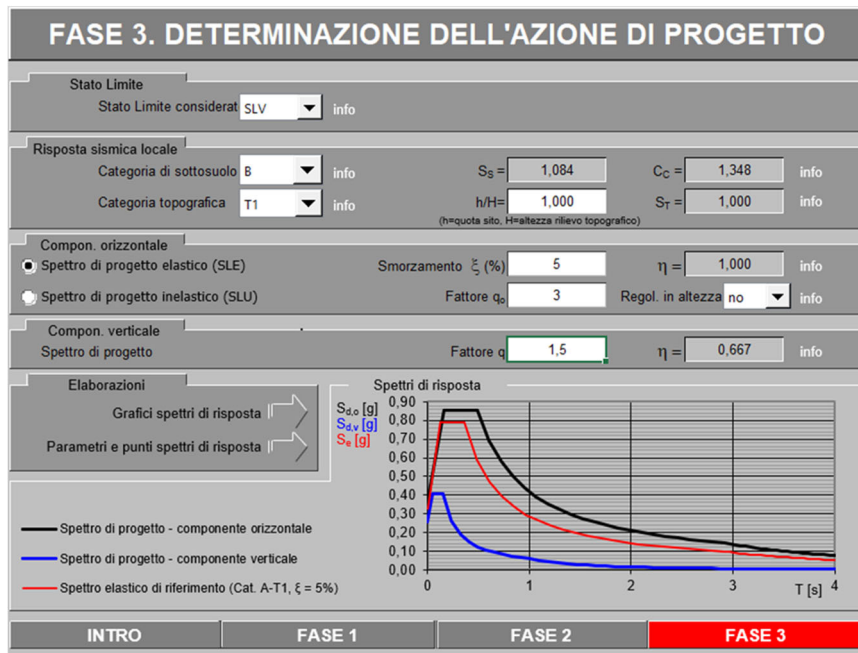 FASE 3. DETERMINAZIONE DELL'AZIONE DI PROGETTO
Stato Limite
Stato Limite considerat SLV info
Risposta sismica locale
Categoria di sottosuolo B info
S_S = 1,084 C_C = 1,348 info
Categoria topografica T1 info
h/H= 1,000 S_T = 1,000 info
(h=quota sito, H=altezza rilievo topografico)
Compon. orizzontale
Spettro di progetto elastico (SLE)
Smorzamento ξ (%) 5 η = 1,000 info
Spettro di progetto inelastico (SLU)
Fattore q₀ 3 Regol. in altezza no info
Compon. verticale
Spettro di progetto
Fattore q 1,5 η = 0,667 info
Elaborazioni
Grafici spettri di risposta
Parametri e punti spettri di risposta
Spettri di risposta
S_d,o [g]
S_d,v [g]
S_e [g]
0,90
0,80
0,70
0,60
0,50
0,40
0,30
0,20
0,10
0,00
0 1 2 3 4
T [s]
Spettro di progetto - componente orizzontale
Spettro di progetto - componente verticale
Spettro elastico di riferimento (Cat. A-T1, ξ = 5%)
INTRO FASE 1 FASE 2 FASE 3